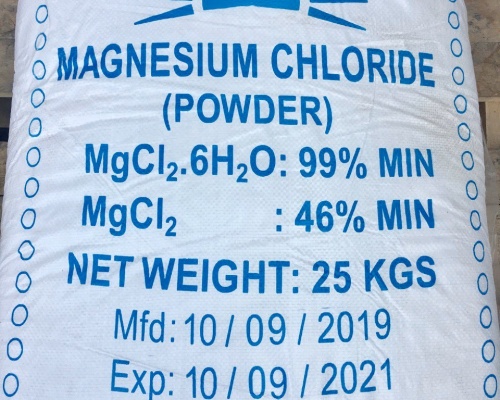 MAGNESIUM CHLORIDE
(POWDER)
MgCl₂.6H₂O: 99% MIN
MgCl₂ : 46% MIN
NET WEIGHT: 25 KGS
Mfd: 10 / 09 / 2019
Exp: 10 / 09 / 2021